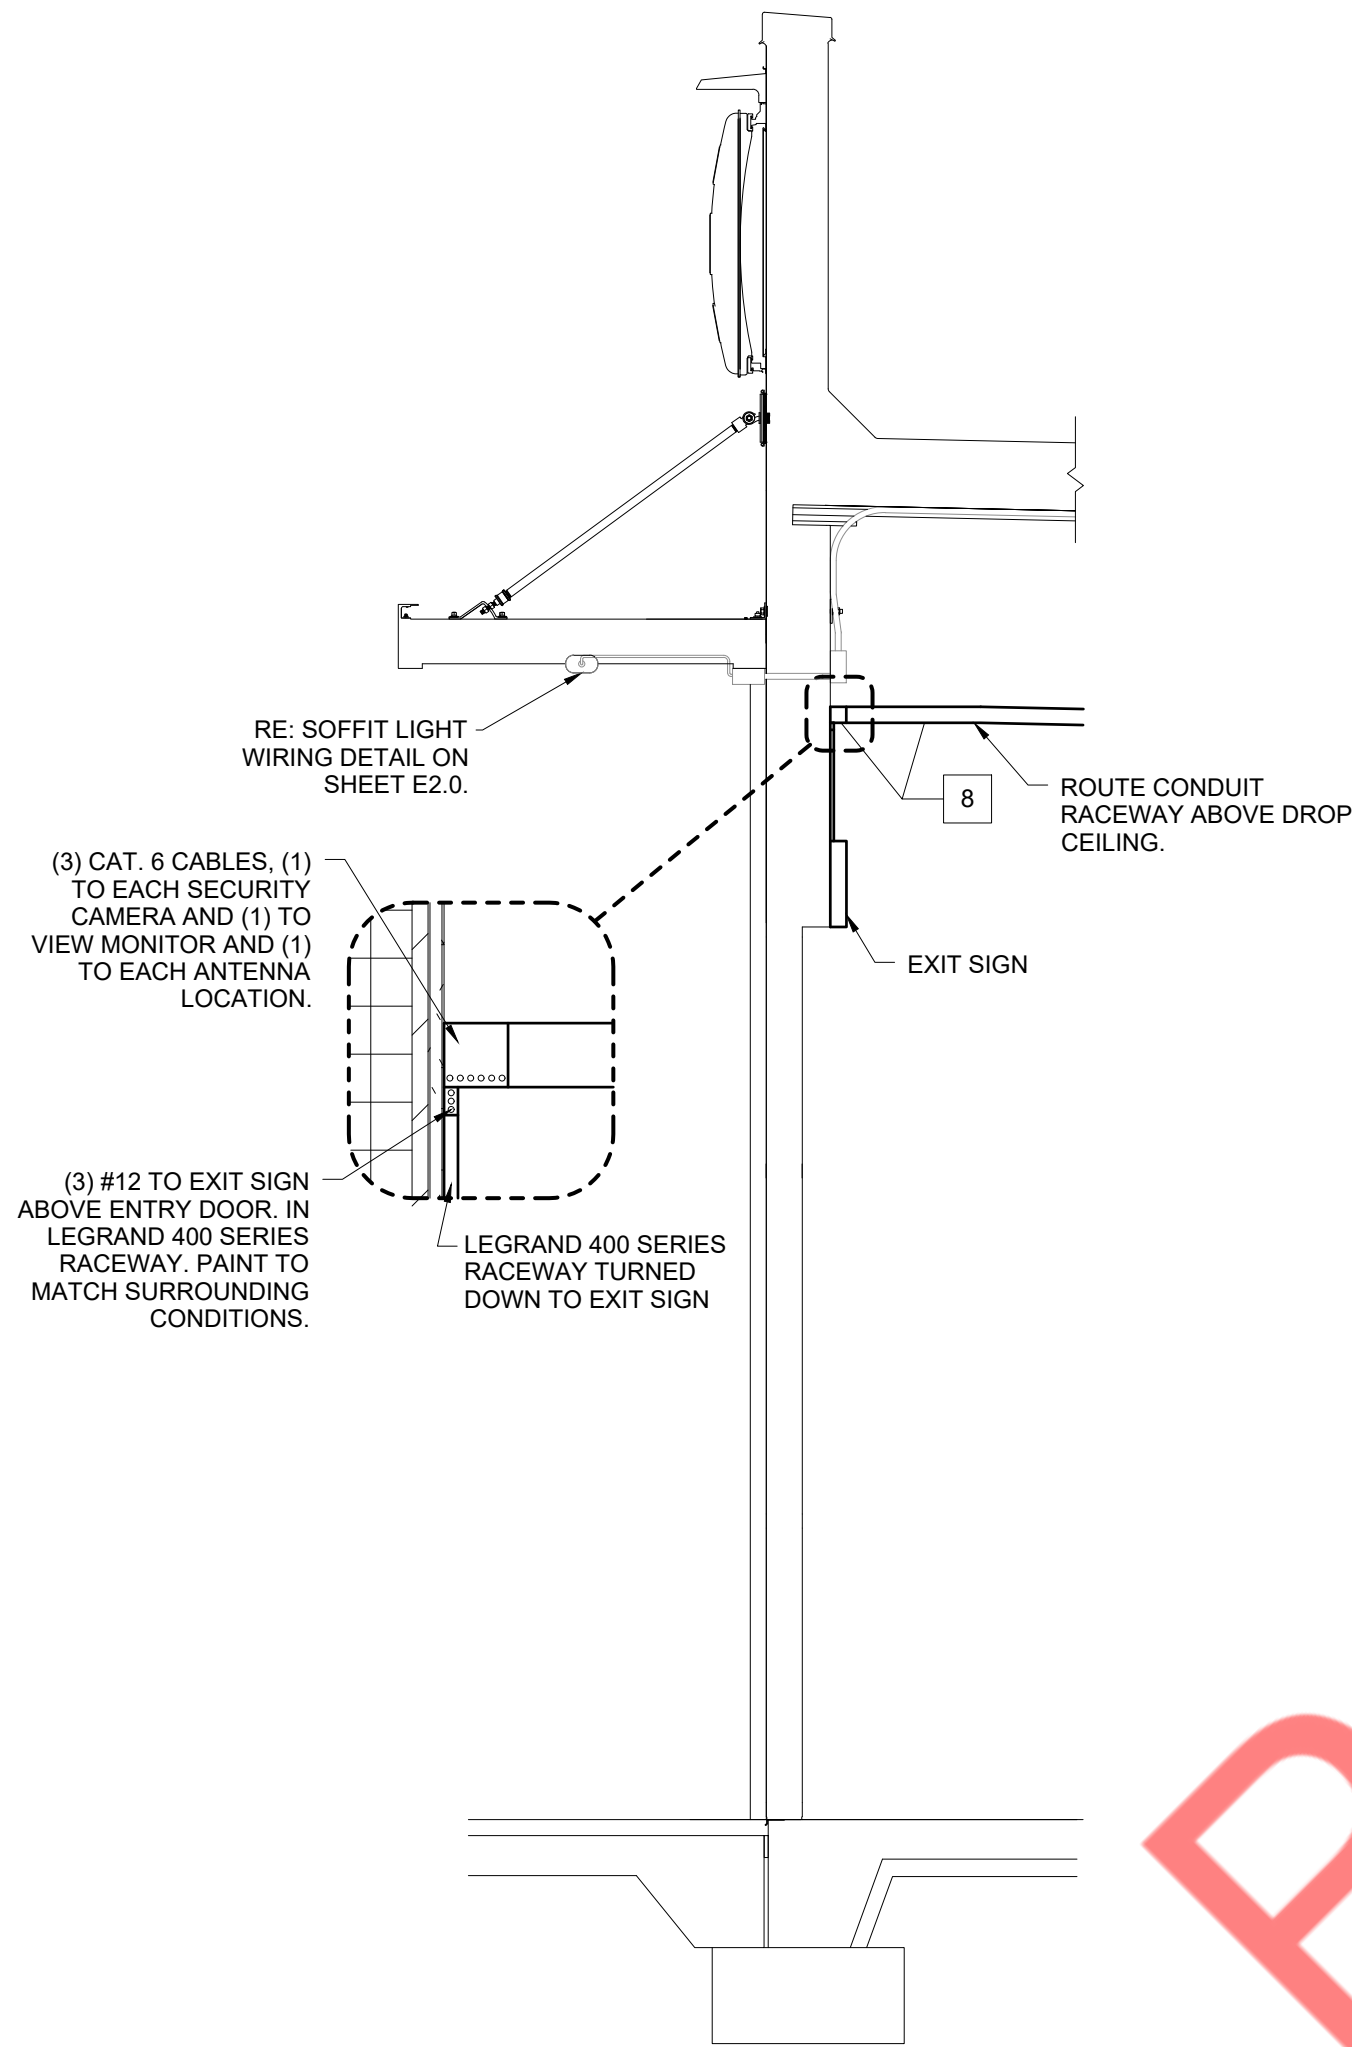 RE: SOFFIT LIGHT
WIRING DETAIL ON
SHEET E2.0.
8
ROUTE CONDUIT
RACEWAY ABOVE DROP
CEILING.
(3) CAT. 6 CABLES, (1)
TO EACH SECURITY
CAMERA AND (1) TO
VIEW MONITOR AND (1)
TO EACH ANTENNA
LOCATION.
EXIT SIGN
(3) #12 TO EXIT SIGN
ABOVE ENTRY DOOR. IN
LEGRAND 400 SERIES
RACEWAY. PAINT TO
MATCH SURROUNDING
CONDITIONS.
LEGRAND 400 SERIES
RACEWAY TURNED
DOWN TO EXIT SIGN